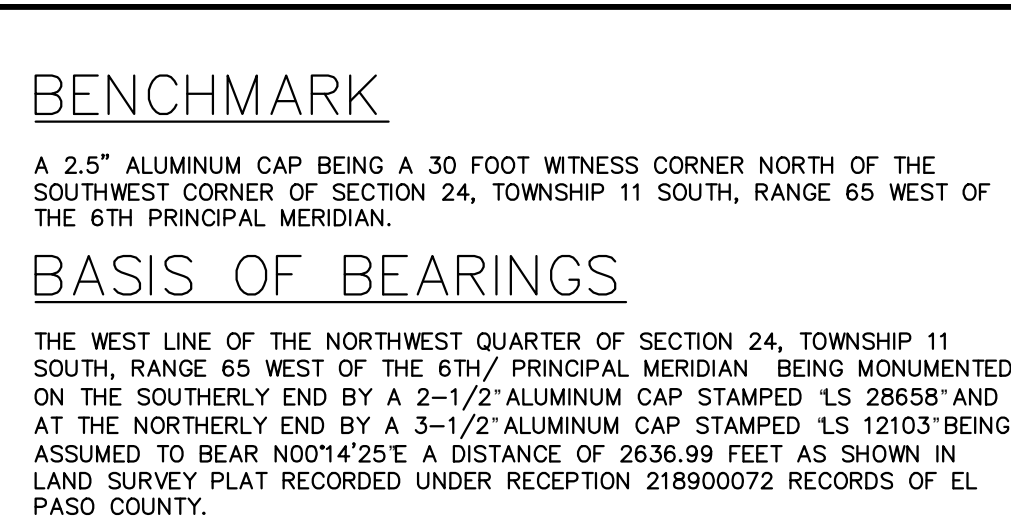 BENCHMARK
A 2.5" ALUMINUM CAP BEING A 30 FOOT WITNESS CORNER NORTH OF THE
SOUTHWEST CORNER OF SECTION 24, TOWNSHIP 11 SOUTH, RANGE 65 WEST OF
THE 6TH PRINCIPAL MERIDIAN.
BASIS OF BEARINGS
THE WEST LINE OF THE NORTHWEST QUARTER OF SECTION 24, TOWNSHIP 11
SOUTH, RANGE 65 WEST OF THE 6TH/ PRINCIPAL MERIDIAN BEING MONUMENTED
ON THE SOUTHERLY END BY A 2-1/2" ALUMINUM CAP STAMPED "LS 28658" AND
AT THE NORTHERLY END BY A 3-1/2" ALUMINUM CAP STAMPED "LS 12103" BEING
ASSUMED TO BEAR N00°14'25"E A DISTANCE OF 2636.99 FEET AS SHOWN IN
LAND SURVEY PLAT RECORDED UNDER RECEPTION 218900072 RECORDS OF EL
PASO COUNTY.